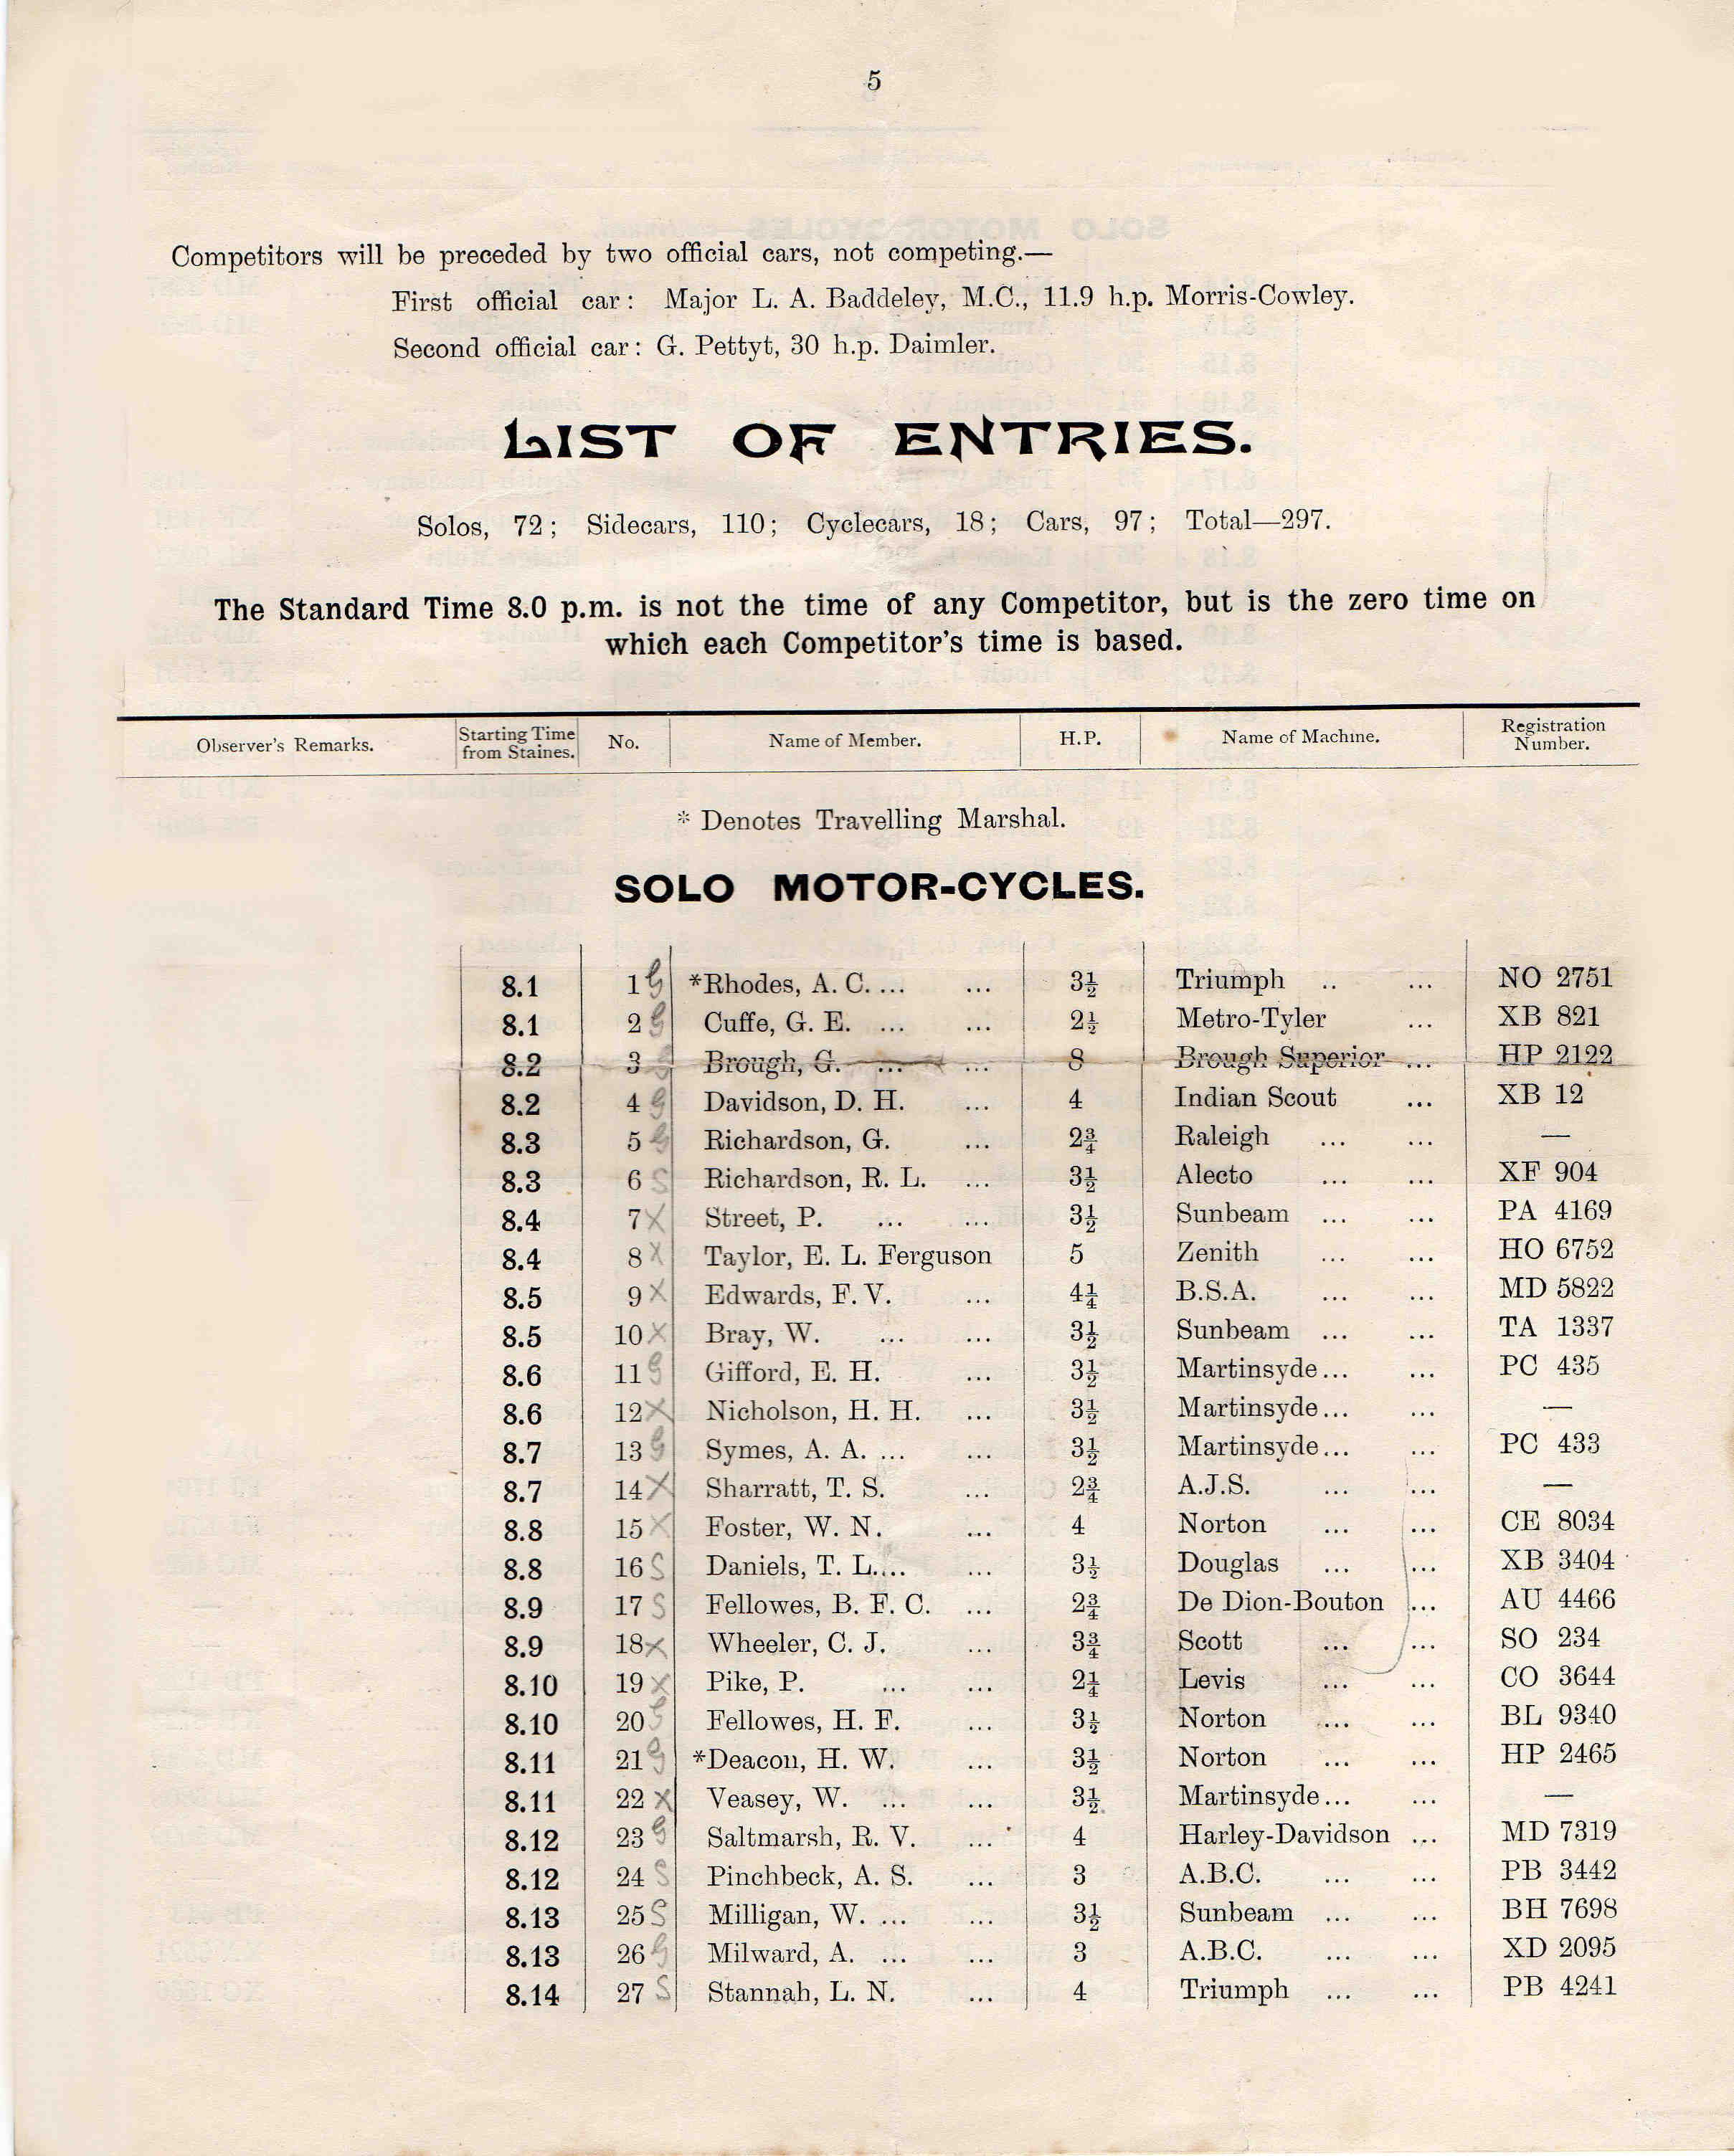 5
Competitors will be preceded by two official cars, not competing.—
First official car: Major L. A. Baddeley, M.C., 11.9 h.p. Morris-Cowley.
Second official car: G. Pettyt, 30 h.p. Daimler.
LIST OF ENTRIES.
Solos, 72; Sidecars, 110; Cyclecars, 18; Cars, 97; Total—297.
The Standard Time 8.0 p.m. is not the time of any Competitor, but is the zero time on
which each Competitor's time is based.
Observer's Remarks. Starting Time from Staines. No. Name of Member. H.P. Name of Machine. Registration Number.
* Denotes Travelling Marshal.
SOLO MOTOR-CYCLES.
8.1 1 G *Rhodes, A. C. ... ... 3½ Triumph .. ... NO 2751
8.1 2 G Cuffe, G. E. ... ... 2½ Metro-Tyler ... XB 821
8.2 3 Brough, G. ... ... 8 Brough Superior ... HP 2122
8.2 4 G Davidson, D. H. ... 4 Indian Scout ... XB 12
8.3 5 G Richardson, G. ... 2¾ Raleigh ... ... —
8.3 6 S Richardson, R. L. ... 3½ Alecto ... ... XF 904
8.4 7 X Street, P. ... ... 3½ Sunbeam ... ... PA 4169
8.4 8 X Taylor, E. L. Ferguson 5 Zenith ... ... HO 6752
8.5 9 X Edwards, F. V. ... 4¼ B.S.A. ... ... MD 5822
8.5 10 X Bray, W. ... ... 3½ Sunbeam ... ... TA 1337
8.6 11 G Gifford, E. H. ... 3½ Martinsyde... ... PC 435
8.6 12 X Nicholson, H. H. ... 3½ Martinsyde... ... —
8.7 13 G Symes, A. A. ... ... 3½ Martinsyde... ... PC 433
8.7 14 X Sharratt, T. S. ... 2¾ A.J.S. ... ... —
8.8 15 X Foster, W. N. ... 4 Norton ... ... CE 8034
8.8 16 S Daniels, T. L.... ... 3½ Douglas ... ... XB 3404
8.9 17 S Fellowes, B. F. C. ... 2¾ De Dion-Bouton ... AU 4466
8.9 18 X Wheeler, C. J. ... 3¾ Scott ... ... SO 234
8.10 19 X Pike, P. ... ... 2¼ Levis ... ... CO 3644
8.10 20 Fellowes, H. F. ... 3½ Norton ... ... BL 9340
8.11 21 G *Deacon, H. W. ... 3½ Norton ... ... HP 2465
8.11 22 X Veasey, W. ... ... 3½ Martinsyde... ... —
8.12 23 G Saltmarsh, R. V. ... 4 Harley-Davidson ... MD 7319
8.12 24 S Pinchbeck, A. S. ... 3 A.B.C. ... ... PB 3442
8.13 25 S Milligan, W. ... ... 3½ Sunbeam ... ... BH 7698
8.13 26 G Milward, A. ... ... 3 A.B.C. ... ... XD 2095
8.14 27 S Stannah, L. N. ... 4 Triumph ... ... PB 4241